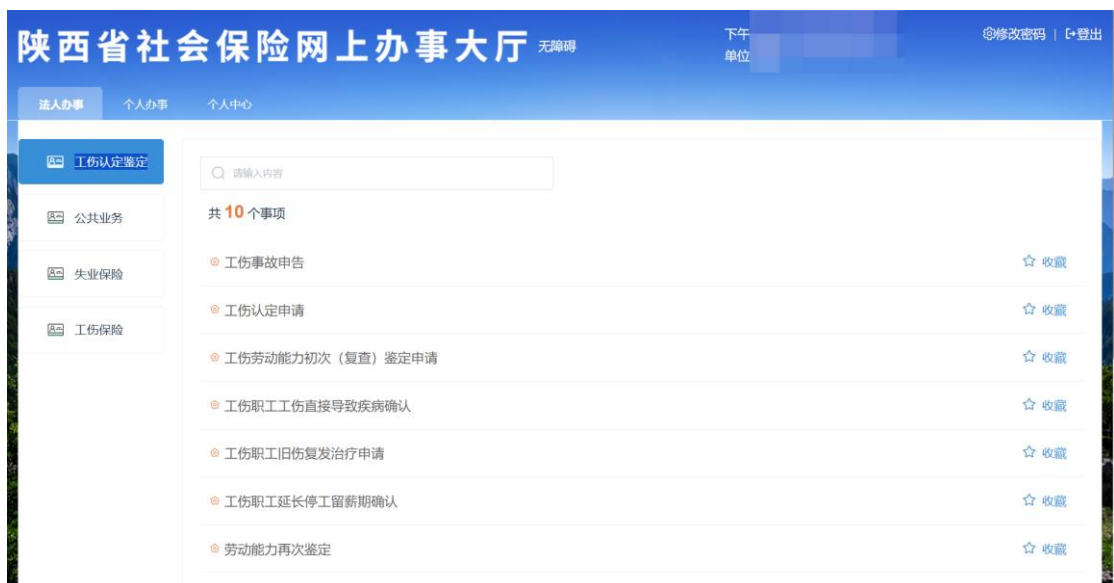 陕西省社会保险网上办事大厅 无障碍
下午
单位
修改密码 | 登出
法人办事 个人办事 个人中心
工伤认定鉴定
公共业务
失业保险
工伤保险
请输入内容
共 10 个事项
工伤事故申告 收藏
工伤认定申请 收藏
工伤劳动能力初次（复查）鉴定申请 收藏
工伤职工工伤直接导致疾病确认 收藏
工伤职工旧伤复发治疗申请 收藏
工伤职工延长停工留薪期确认 收藏
劳动能力再次鉴定 收藏